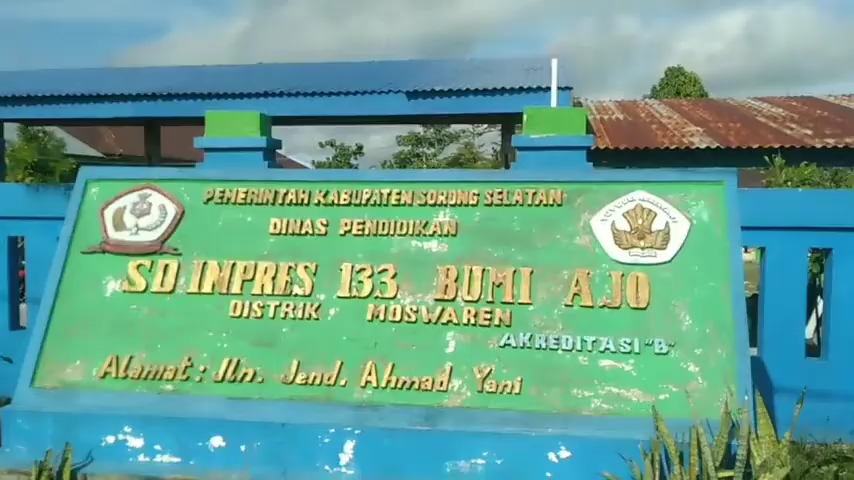 PEMERINTAH KABUPATEN SORONG SELATAN
DINAS PENDIDIKAN
SD INPRES 133 BUMI AJO
DISTRIK MOSWAREN
AKREDITASI "B"
Alamat : Jln. Jend. Ahmad Yani